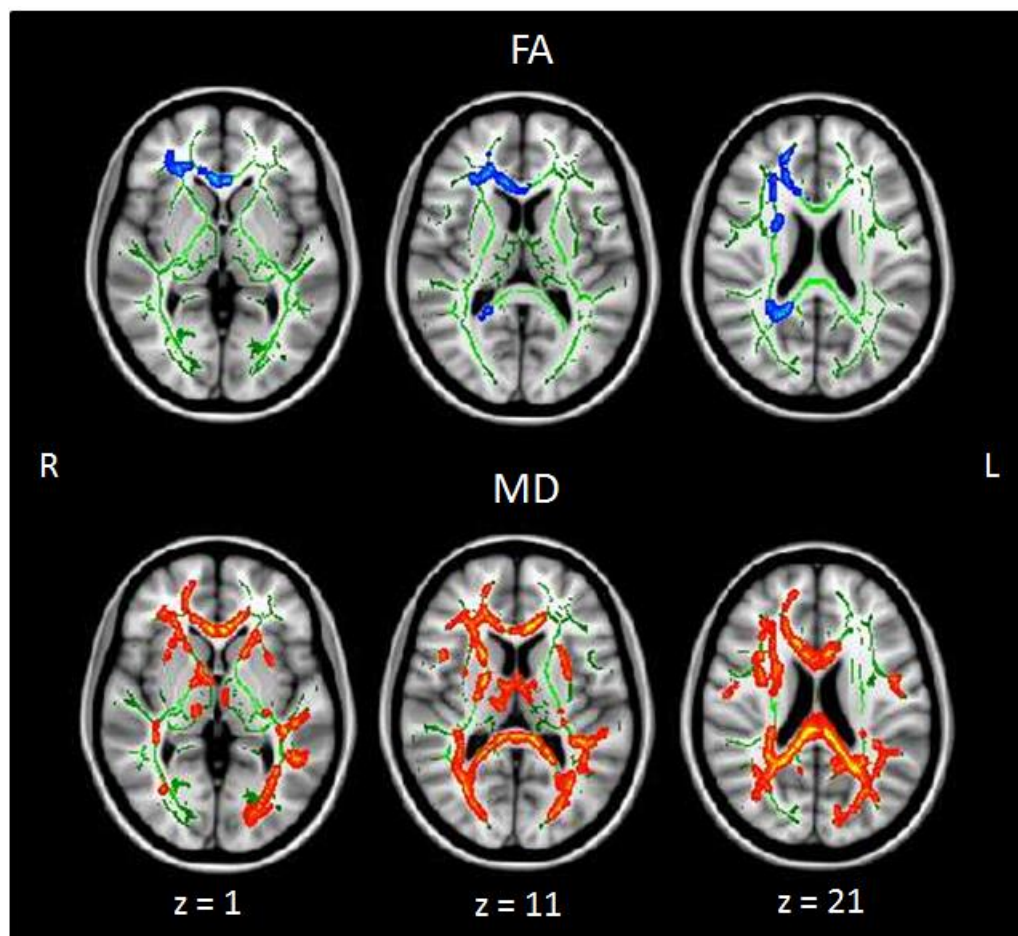 FA
R
L
MD
z = 1
z = 11
z = 21